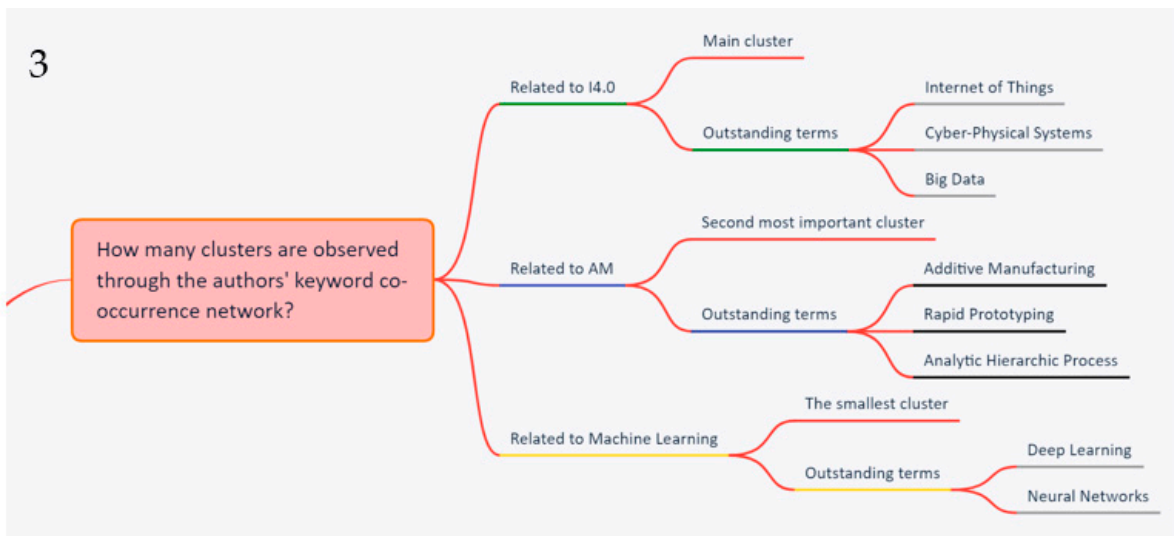 3
How many clusters are observed
through the authors' keyword co-
occurrence network?
Related to I4.0
Main cluster
Outstanding terms
Internet of Things
Cyber-Physical Systems
Big Data
Related to AM
Second most important cluster
Outstanding terms
Additive Manufacturing
Rapid Prototyping
Analytic Hierarchic Process
Related to Machine Learning
The smallest cluster
Outstanding terms
Deep Learning
Neural Networks